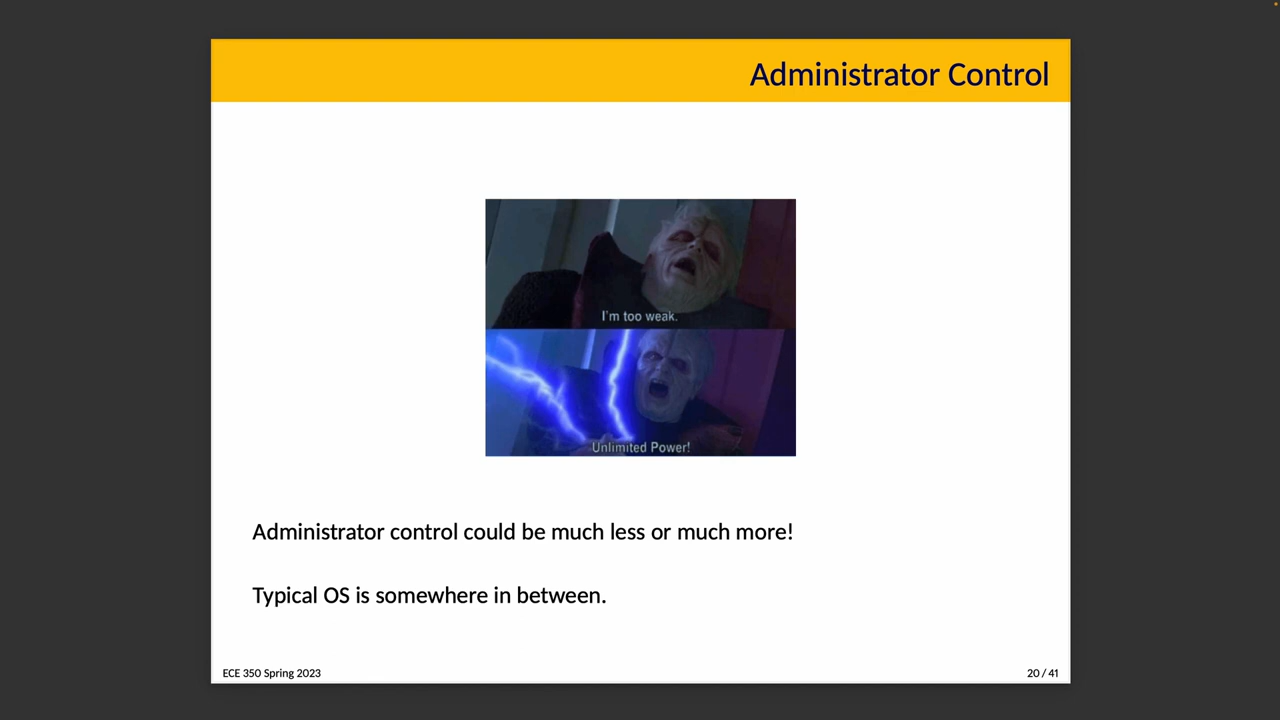 Administrator Control
I'm too weak.
Unlimited Power!
Administrator control could be much less or much more!
Typical OS is somewhere in between.
ECE 350 Spring 2023
20 / 41